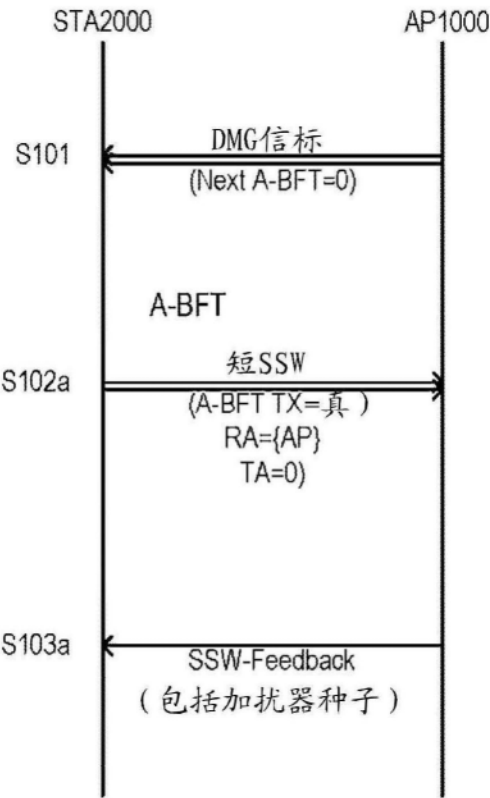 STA2000 AP1000
S101
DMG信标
(Next A-BFT=0)
A-BFT
S102a
短SSW
(A-BFT TX=真)
RA={AP}
TA=0)
S103a
SSW-Feedback
(包括加扰器种子)